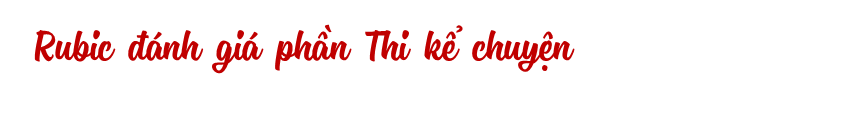 Rubic đánh giá phần Thi kể chuyện